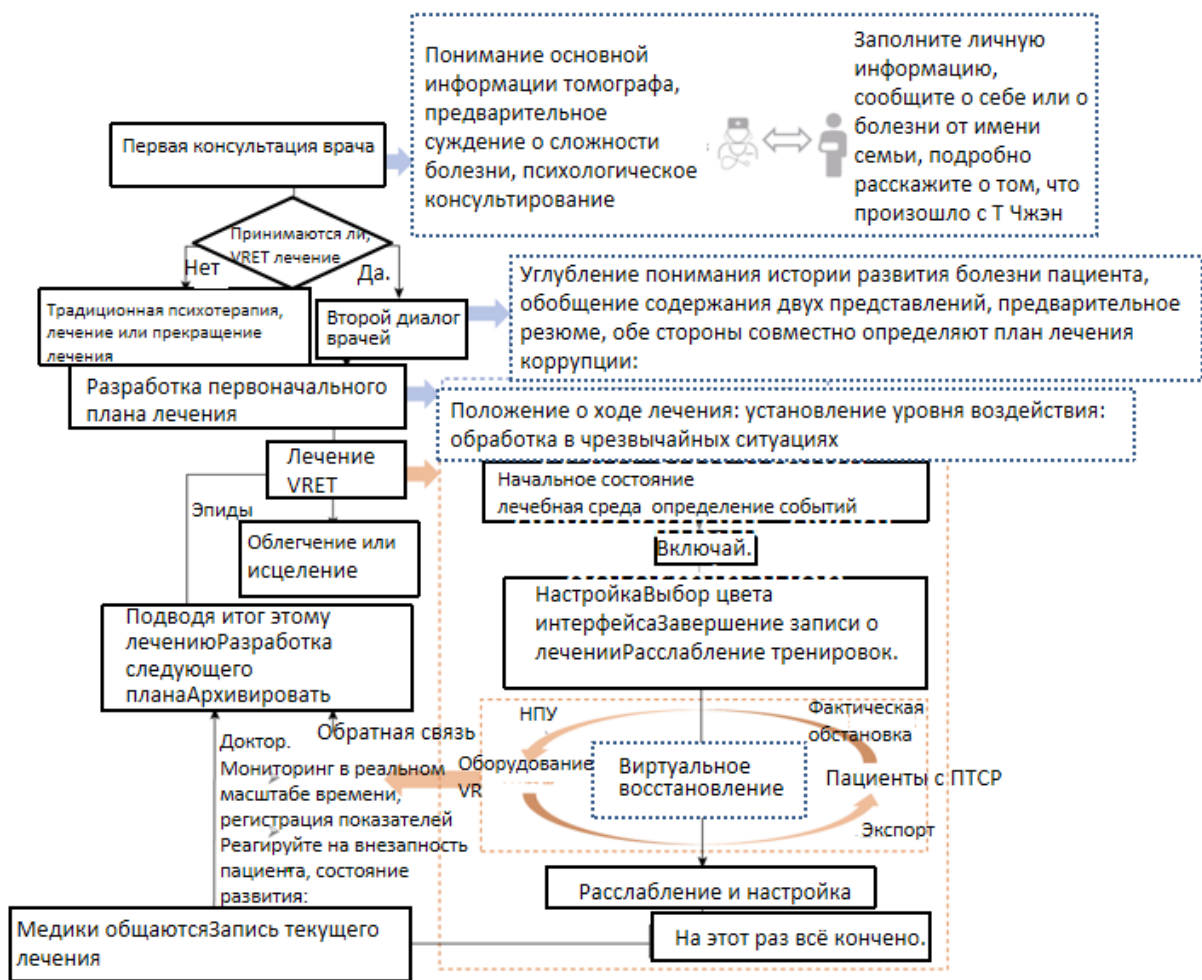 Понимание основной
информации томографа,
предварительное
суждение о сложности
болезни, психологическое
консультирование
Заполните личную
информацию,
сообщите о себе или о
болезни от имени
семьи, подробно
расскажите о том, что
произошло с Т Чжэн
Первая консультация врача
Принимаются ли,
VRET лечение
Нет
Да.
Традиционная психотерапия,
лечение или прекращение
лечения
Второй диалог
врачей
Углубление понимания истории развития болезни пациента,
обобщение содержания двух представлений, предварительное
резюме, обе стороны совместно определяют план лечения
коррупции:
Разработка первоначального
плана лечения
Положение о ходе лечения: установление уровня воздействия:
обработка в чрезвычайных ситуациях
Лечение
VRET
Эпиды
Облегчение или
исцеление
Начальное состояние
лечебная среда определение событий
Включай.
НастройкаВыбор цвета
интерфейсаЗавершение записи о
леченииРасслабление тренировок.
Подводя итог этому
лечениюРазработка
следующего
планаАрхивировать
Обратная связь
НПУ
Фактическая
обстановка
Оборудование
VR
Виртуальное
восстановление
Пациенты с ПТСР
Экспорт
Доктор.
Мониторинг в реальном
масштабе времени,
регистрация показателей
Реагируйте на внезапность
пациента, состояние
развития:
Расслабление и настройка
На этот раз всё кончено.
Медики общаютсяЗапись текущего
лечения